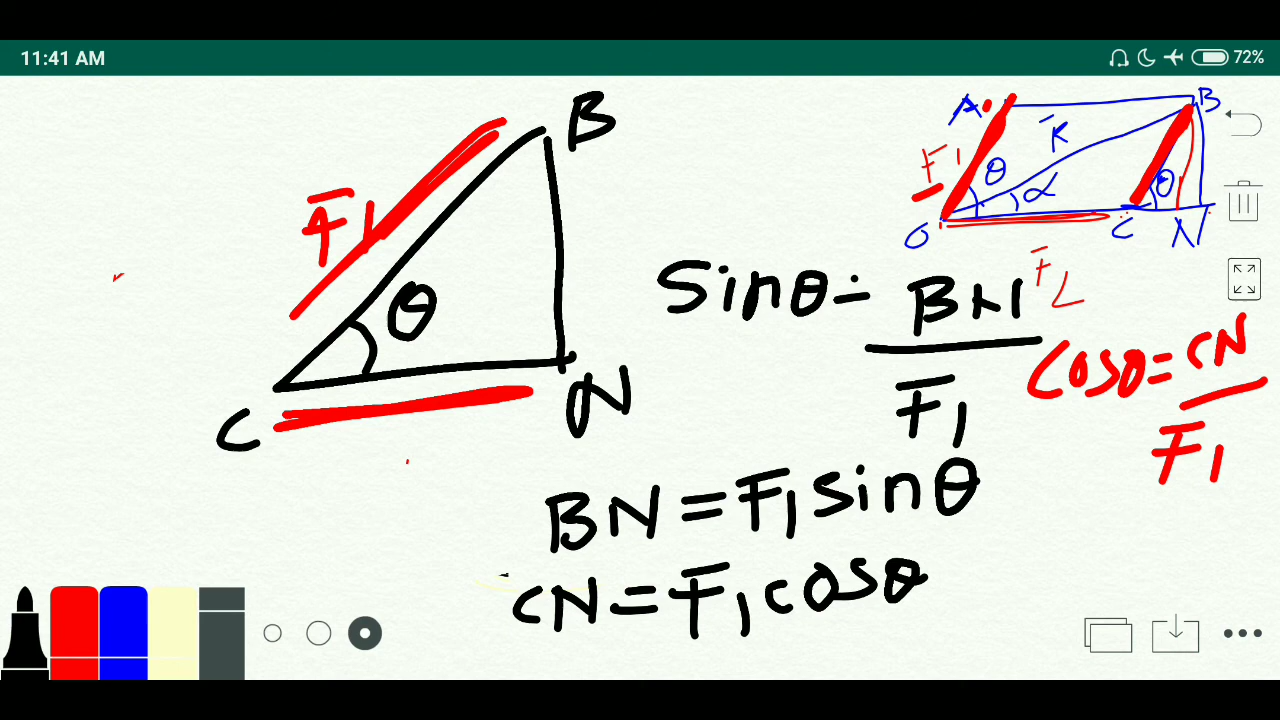 11:41 AM
72%
A
B
R
F1
θ
α
θ
O
C
N
F2
B
F1
θ
C
N
Sinθ = BN
F1
Cosθ = CN
F1
BN = F1 sinθ
CN = F1 cosθ